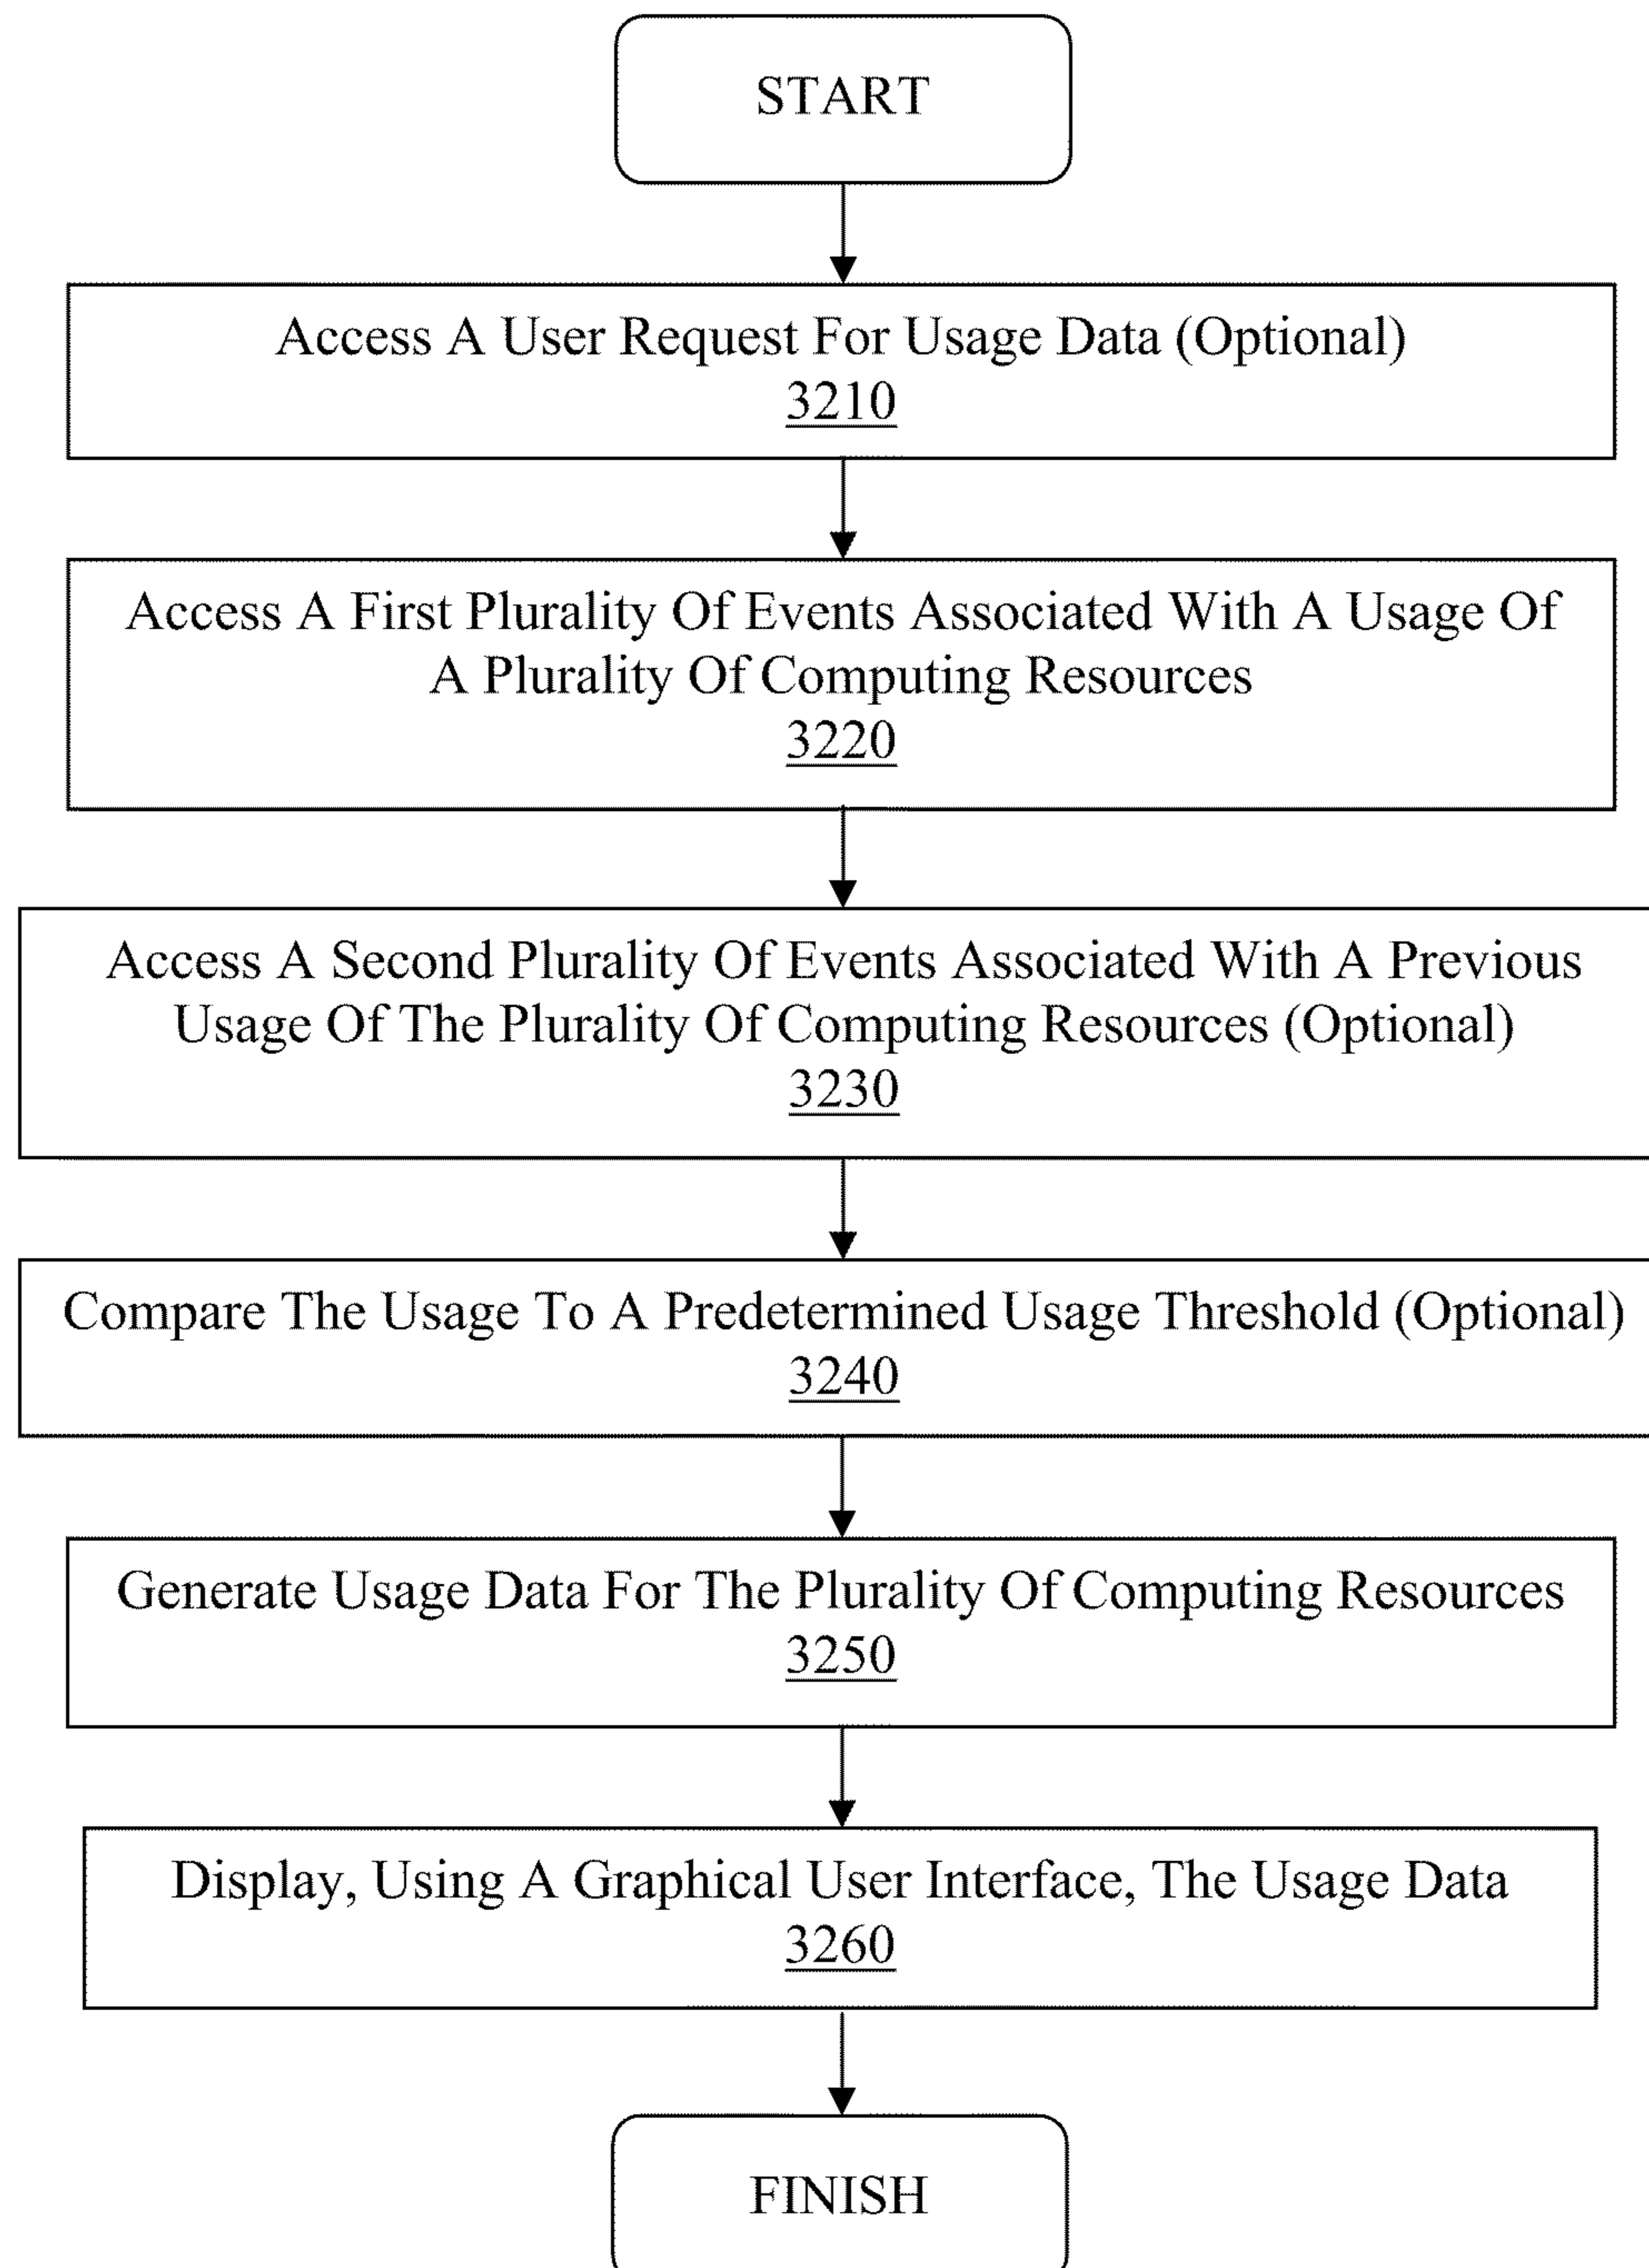 START
Access A User Request For Usage Data (Optional)
3210
Access A First Plurality Of Events Associated With A Usage Of
A Plurality Of Computing Resources
3220
Access A Second Plurality Of Events Associated With A Previous
Usage Of The Plurality Of Computing Resources (Optional)
3230
Compare The Usage To A Predetermined Usage Threshold (Optional)
3240
Generate Usage Data For The Plurality Of Computing Resources
3250
Display, Using A Graphical User Interface, The Usage Data
3260
FINISH